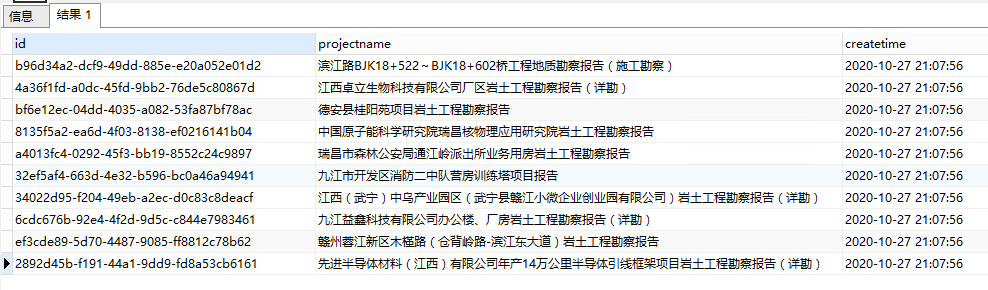 信息 结果 1
id projectname createtime
b96d34a2-dcf9-49dd-885e-e20a052e01d2 滨江路BJK18+522～BJK18+602桥工程地质勘察报告（施工勘察） 2020-10-27 21:07:56
4a36f1fd-a0dc-45fd-9bb2-76de5c80867d 江西卓立生物科技有限公司厂区岩土工程勘察报告（详勘） 2020-10-27 21:07:56
bf6e12ec-04dd-4035-a082-53fa87bf78ac 德安县桂阳苑项目岩土工程勘察报告 2020-10-27 21:07:56
8135f5a2-ea6d-4f03-8138-ef0216141b04 中国原子能科学研究院瑞昌核物理应用研究院岩土工程勘察报告 2020-10-27 21:07:56
a4013fc4-0292-45f3-bb19-8552c24c9897 瑞昌市森林公安局通江岭派出所业务用房岩土工程勘察报告 2020-10-27 21:07:56
32ef5af4-663d-4e32-b596-bc0a46a94941 九江市开发区消防二中队营房训练塔项目报告 2020-10-27 21:07:56
34022d95-f204-49eb-a2ec-d0c83c8deacf 江西（武宁）中乌产业园区（武宁县赣江小微企业创业园有限公司）岩土工程勘察报告（详勘） 2020-10-27 21:07:56
6cdc676b-92e4-4f2d-9d5c-c844e7983461 九江益鑫科技有限公司办公楼、厂房岩土工程勘察报告（详勘） 2020-10-27 21:07:56
ef3cde89-5d70-4487-9085-ff8812c78b62 赣州蓉江新区木槛路（仓背岭路-滨江东大道）岩土工程勘察报告 2020-10-27 21:07:56
2892d45b-f191-44a1-9dd9-fd8a53cb6161 先进半导体材料（江西）有限公司年产14万公里半导体引线框架项目岩土工程勘察报告（详勘） 2020-10-27 21:07:56